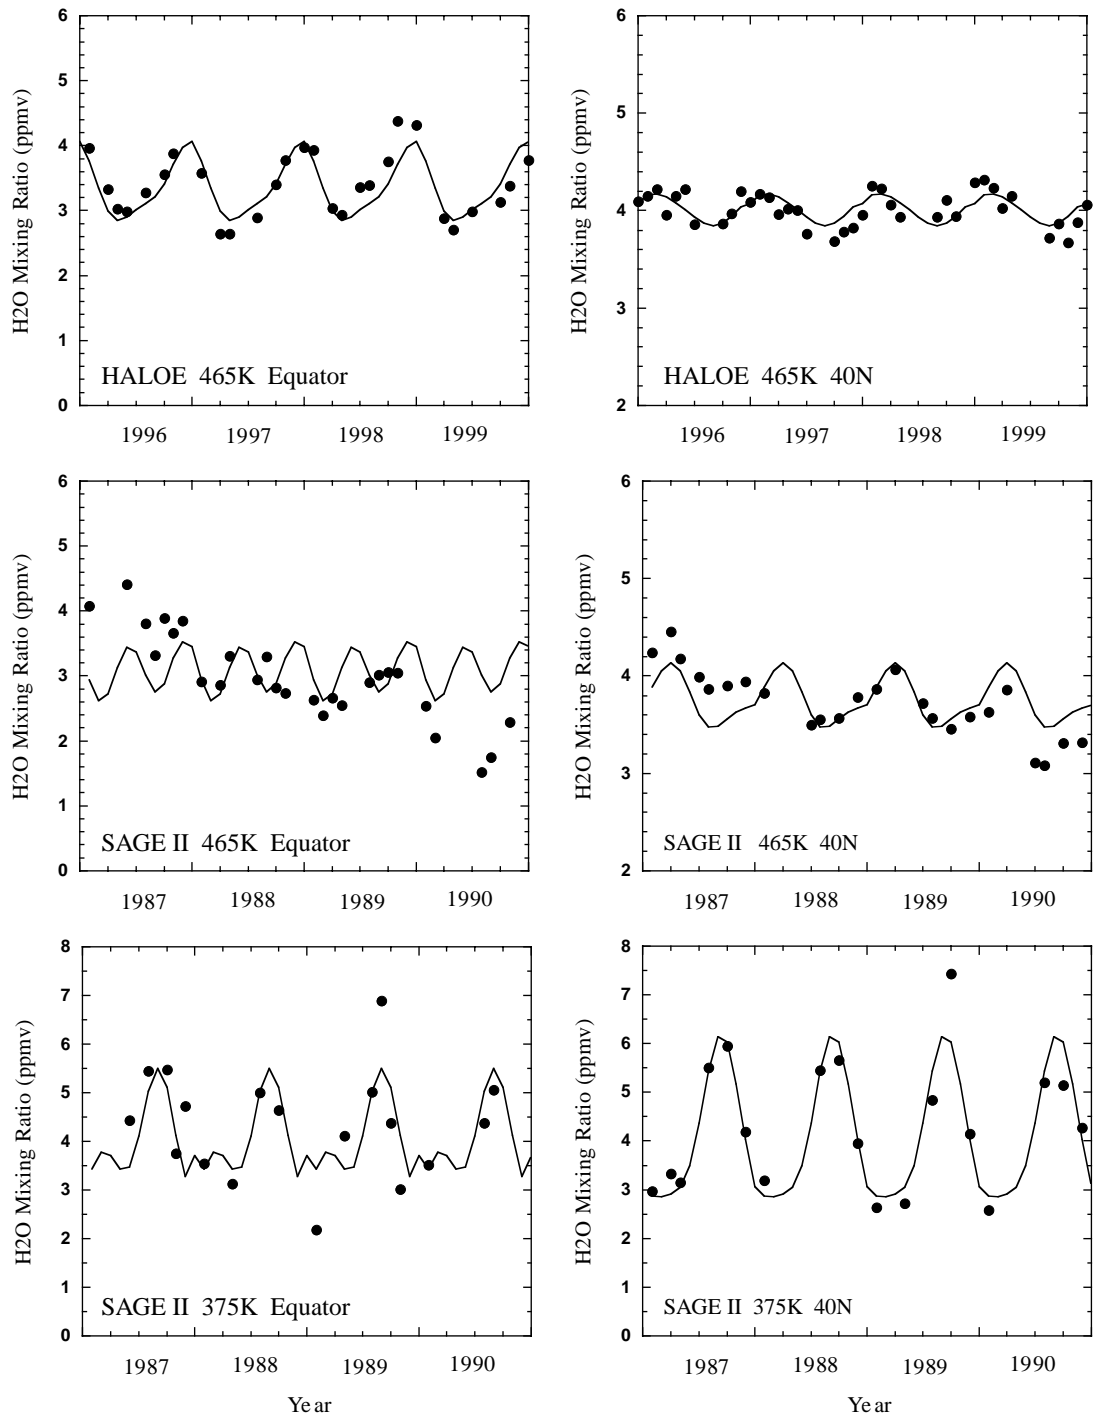 6
5
4
3
2
1
0
H2O Mixing Ratio (ppmv)
HALOE 465K Equator
1996 1997 1998 1999
6
5
4
3
2
H2O Mixing Ratio (ppmv)
HALOE 465K 40N
1996 1997 1998 1999
6
5
4
3
2
1
0
H2O Mixing Ratio (ppmv)
SAGE II 465K Equator
1987 1988 1989 1990
6
5
4
3
2
H2O Mixing Ratio (ppmv)
SAGE II 465K 40N
1987 1988 1989 1990
8
7
6
5
4
3
2
1
0
H2O Mixing Ratio (ppmv)
SAGE II 375K Equator
1987 1988 1989 1990
Year
8
7
6
5
4
3
2
1
0
H2O Mixing Ratio (ppmv)
SAGE II 375K 40N
1987 1988 1989 1990
Year